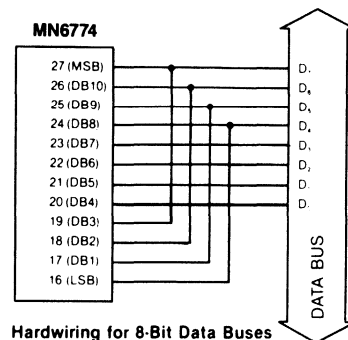 MN6774
27 (MSB)
26 (DB10)
25 (DB9)
24 (DB8)
23 (DB7)
22 (DB6)
21 (DB5)
20 (DB4)
19 (DB3)
18 (DB2)
17 (DB1)
16 (LSB)
DATA BUS
Hardwiring for 8-Bit Data Buses